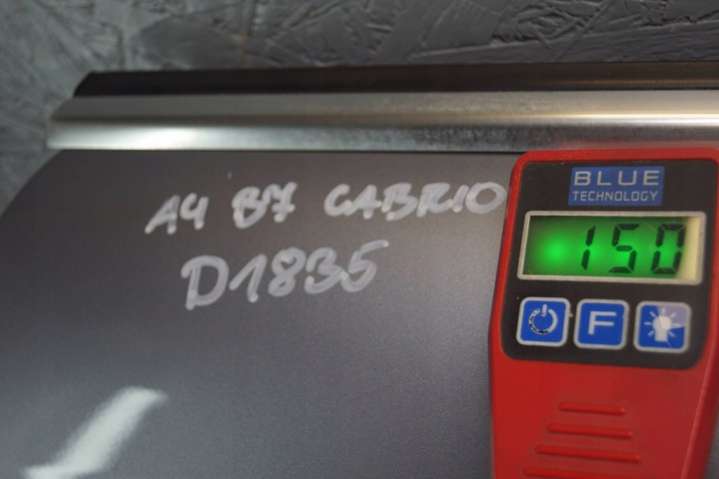 A4 B7 CABRIO
D1835
BLUE
TECHNOLOGY
150
F